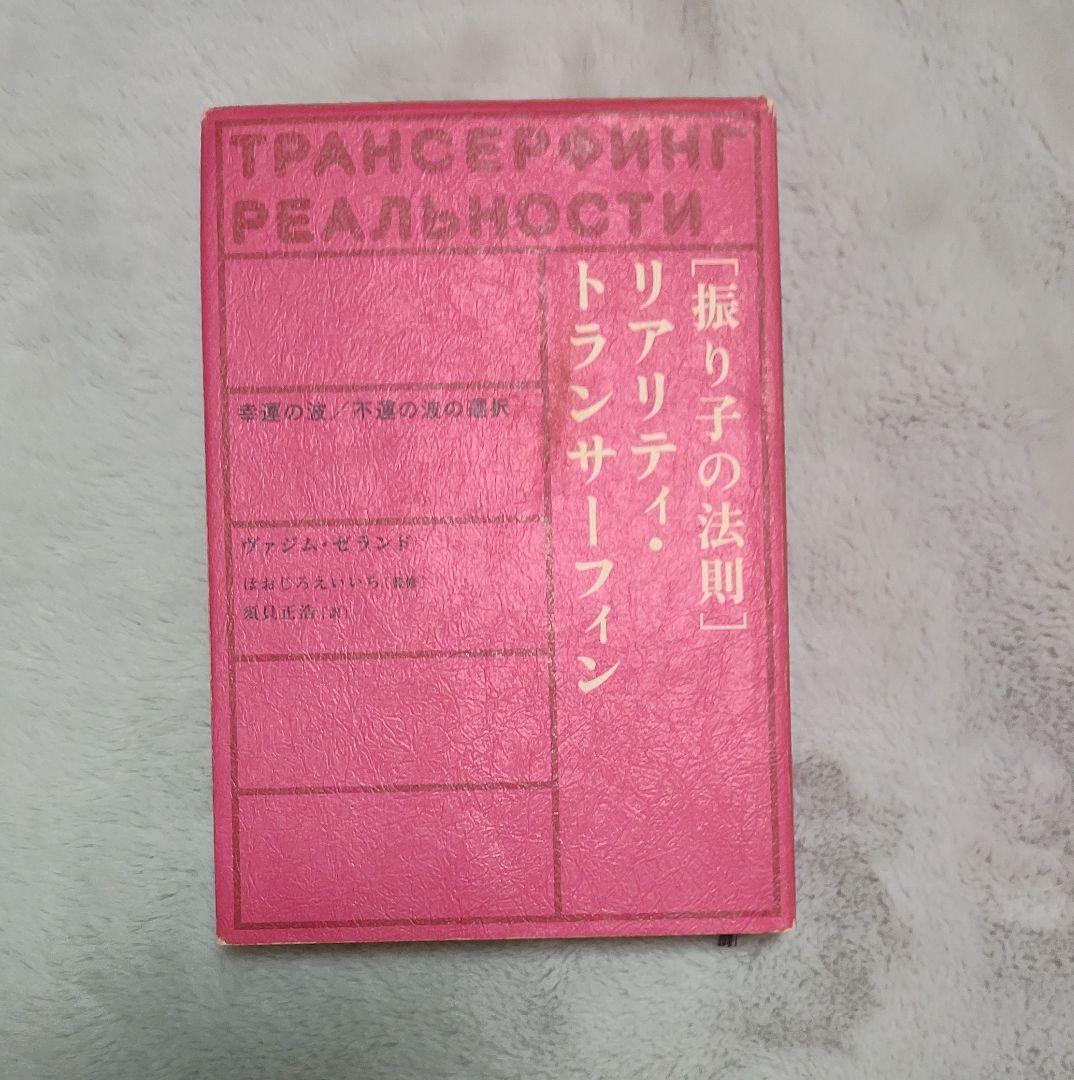 ТРАНСЕРФИНГ
РЕАЛЬНОСТИ
［振り子の法則］
リアリティ・
トランサーフィン
幸運の波／不運の波の選択
ヴァジム・ゼランド
ほおじろえいいち［監修］
須貝正浩［訳］